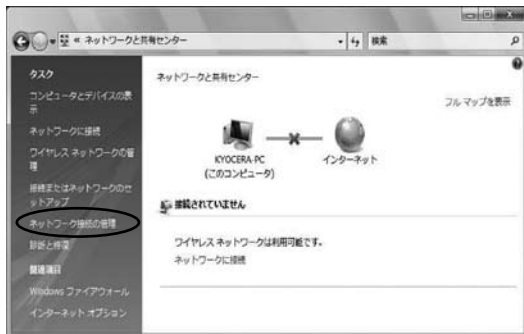 « ネットワークと共有センター
検索
タスク
コンピュータとデバイスの表
示
ネットワークに接続
ワイヤレス ネットワークの管
理
接続またはネットワークのセ
ットアップ
ネットワーク接続の管理
診断と修復
関連項目
Windows ファイアウォール
インターネット オプション
ネットワークと共有センター
フル マップを表示
KYOCERA-PC
(このコンピュータ)
インターネット
接続されていません
ワイヤレス ネットワークは利用可能です。
ネットワークに接続